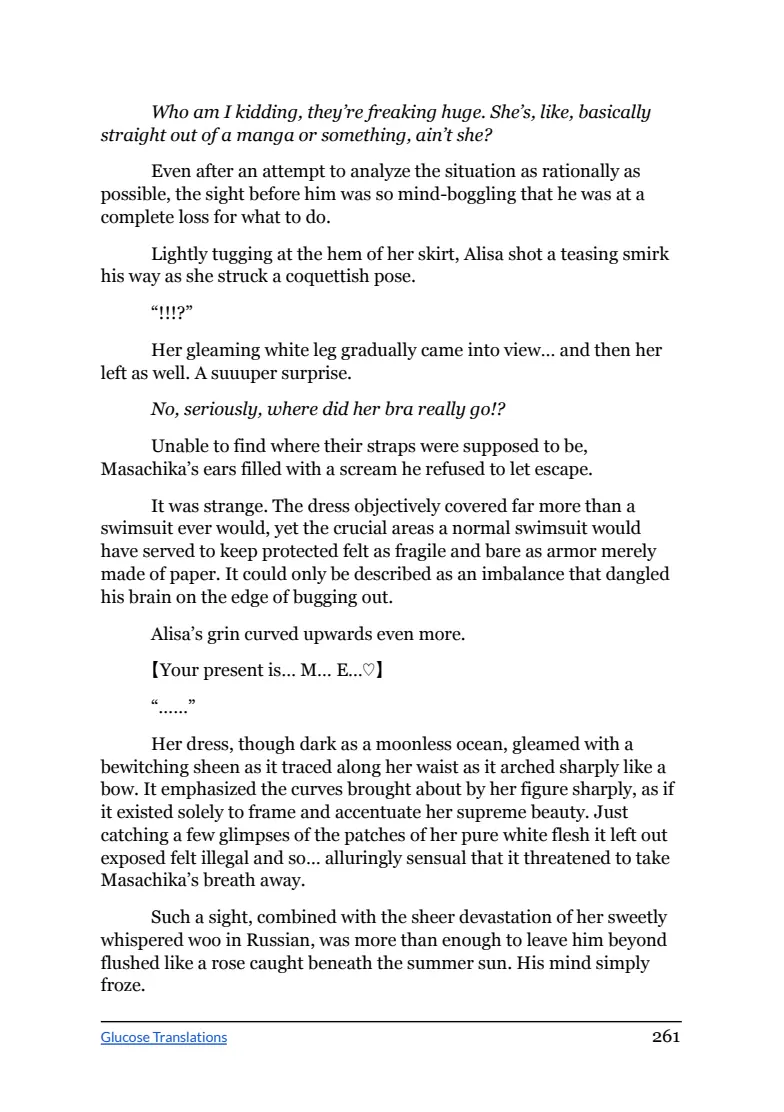 Who am I kidding, they're freaking huge. She's, like, basically
straight out of a manga or something, ain't she?
Even after an attempt to analyze the situation as rationally as
possible, the sight before him was so mind-boggling that he was at a
complete loss for what to do.
Lightly tugging at the hem of her skirt, Alisa shot a teasing smirk
his way as she struck a coquettish pose.
“!!!?”
Her gleaming white leg gradually came into view... and then her
left as well. A suuuper surprise.
No, seriously, where did her bra really go!?
Unable to find where their straps were supposed to be,
Masachika’s ears filled with a scream he refused to let escape.
It was strange. The dress objectively covered far more than a
swimsuit ever would, yet the crucial areas a normal swimsuit would
have served to keep protected felt as fragile and bare as armor merely
made of paper. It could only be described as an imbalance that dangled
his brain on the edge of bugging out.
Alisa’s grin curved upwards even more.
【Your present is... M... E...♡】
“......”
Her dress, though dark as a moonless ocean, gleamed with a
bewitching sheen as it traced along her waist as it arched sharply like a
bow. It emphasized the curves brought about by her figure sharply, as if
it existed solely to frame and accentuate her supreme beauty. Just
catching a few glimpses of the patches of her pure white flesh it left out
exposed felt illegal and so... alluringly sensual that it threatened to take
Masachika’s breath away.
Such a sight, combined with the sheer devastation of her sweetly
whispered woo in Russian, was more than enough to leave him beyond
flushed like a rose caught beneath the summer sun. His mind simply
froze.
Glucose Translations 261